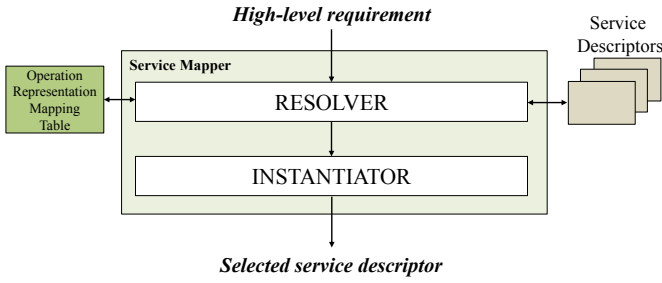 High-level requirement
Service
Descriptors
Service Mapper
Operation
Representation
Mapping
Table
RESOLVER
INSTANTIATOR
Selected service descriptor